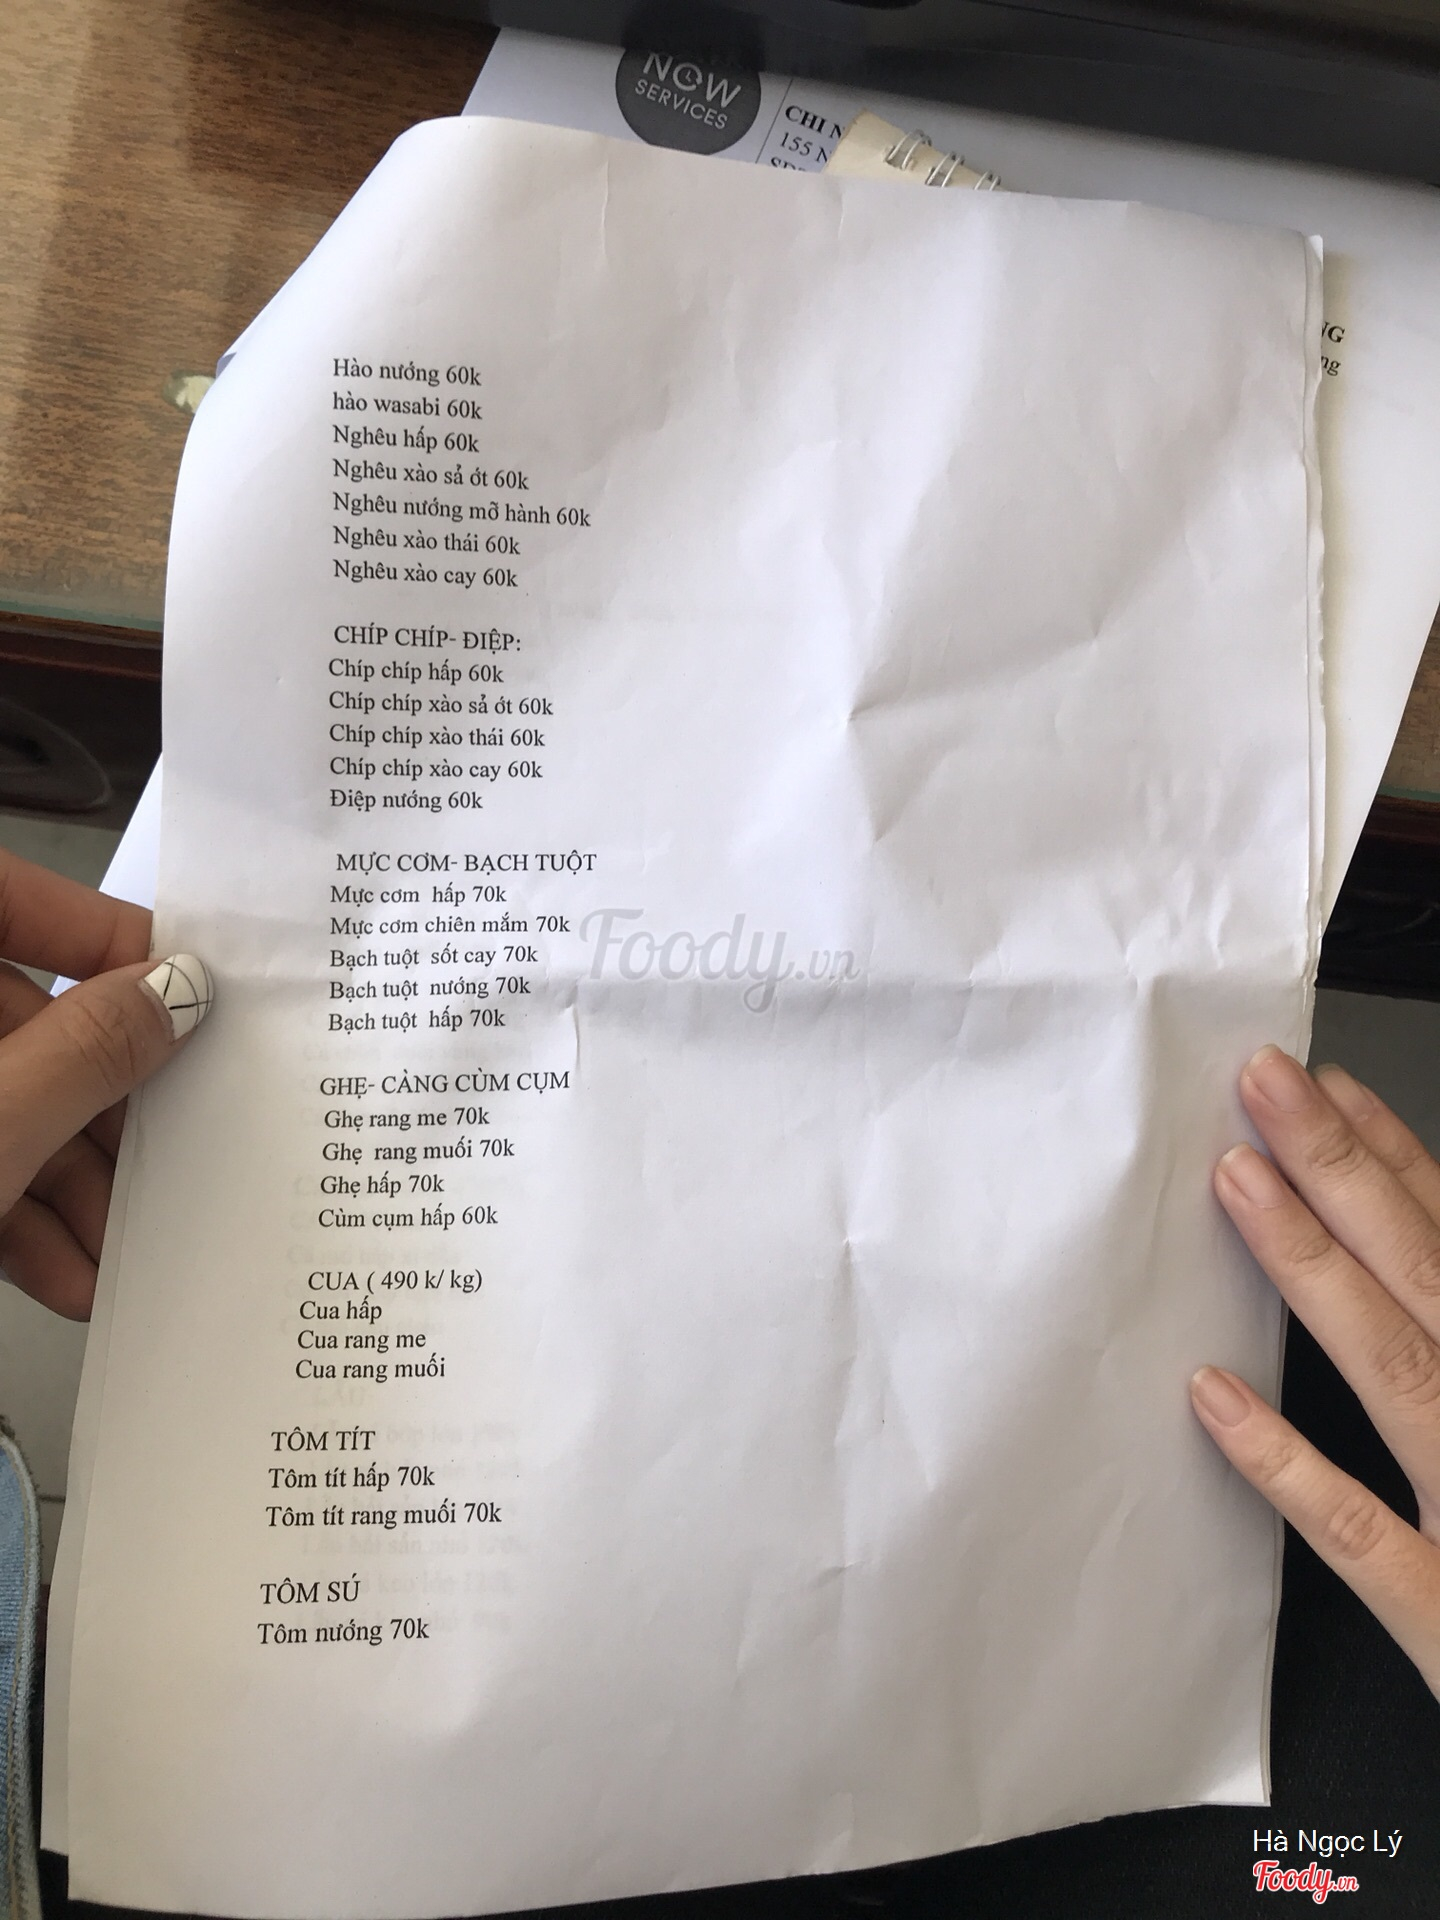 NOW
SERVICES
CHI N
155 N
NG
ng
Hào nướng 60k
hào wasabi 60k
Nghêu hấp 60k
Nghêu xào sả ớt 60k
Nghêu nướng mỡ hành 60k
Nghêu xào thái 60k
Nghêu xào cay 60k
CHÍP CHÍP- ĐIỆP:
Chíp chíp hấp 60k
Chíp chíp xào sả ớt 60k
Chíp chíp xào thái 60k
Chíp chíp xào cay 60k
Điệp nướng 60k
MỰC CƠM- BẠCH TUỘT
Mực cơm hấp 70k
Mực cơm chiên mắm 70k
Bạch tuột sốt cay 70k
Bạch tuột nướng 70k
Bạch tuột hấp 70k
Foody.vn
GHẸ- CÀNG CÙM CỤM
Ghẹ rang me 70k
Ghẹ rang muối 70k
Ghẹ hấp 70k
Cùm cụm hấp 60k
CUA ( 490 k/ kg)
Cua hấp
Cua rang me
Cua rang muối
TÔM TÍT
Tôm tít hấp 70k
Tôm tít rang muối 70k
TÔM SÚ
Tôm nướng 70k
Hà Ngọc Lý
Foody.vn